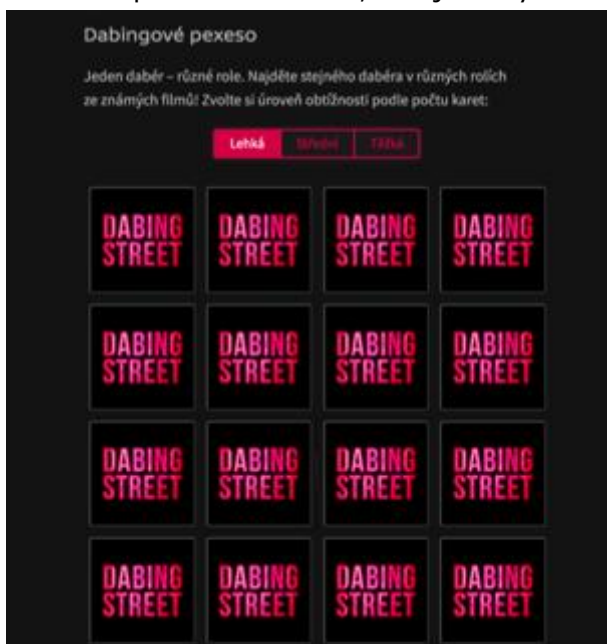 Dabingové pexeso
Jeden dabér – různé role. Najděte stejného dabéra v různých rolích
ze známých filmů! Zvolte si úroveň obtížnosti podle počtu karet:
Lehká Střední Těžká
DABING DABING DABING DABING
STREET STREET STREET STREET
DABING DABING DABING DABING
STREET STREET STREET STREET
DABING DABING DABING DABING
STREET STREET STREET STREET
DABING DABING DABING DABING
STREET STREET STREET STREET